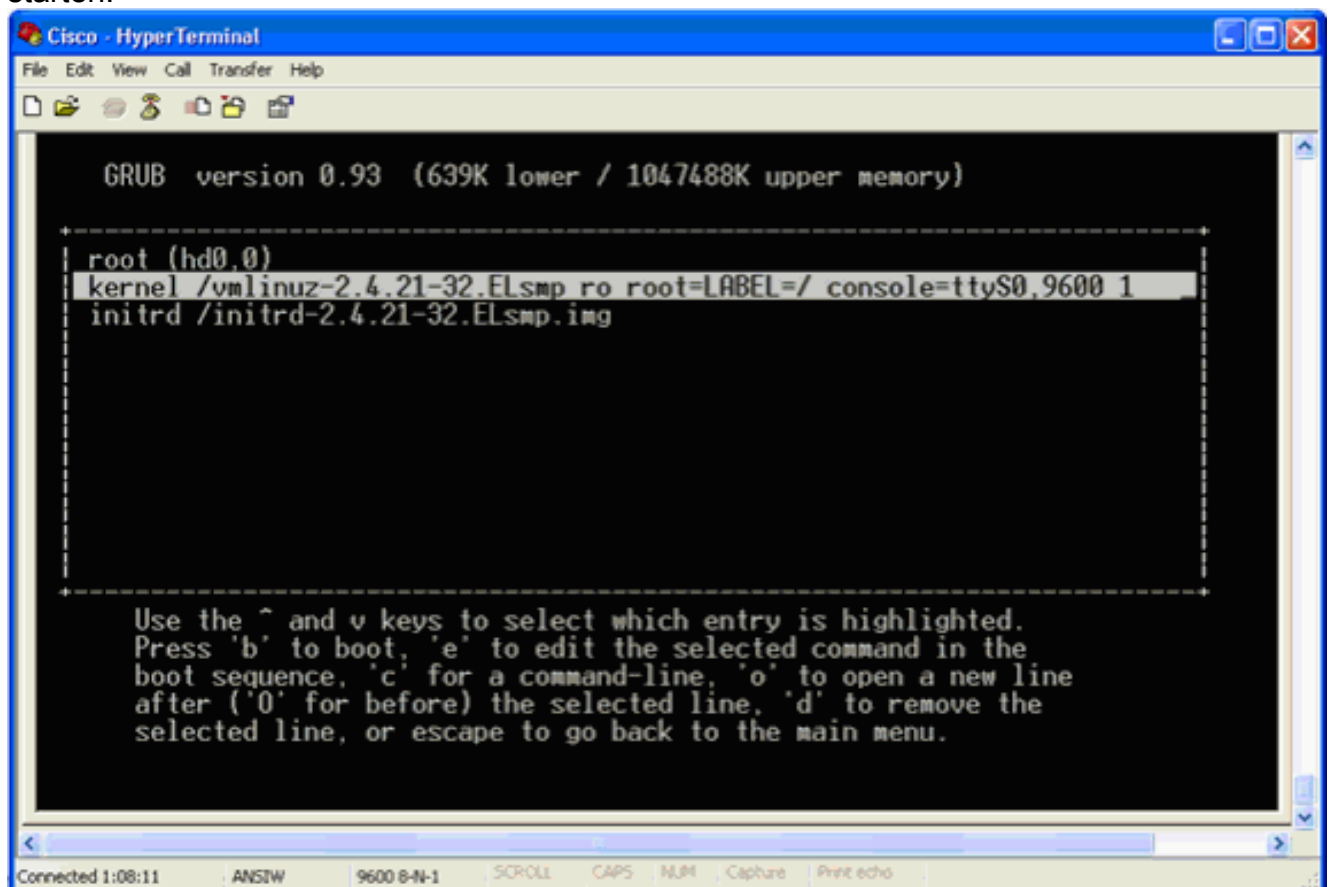 starten.
Cisco - HyperTerminal
File Edit View Call Transfer Help
GRUB version 0.93 (639K lower / 1047488K upper memory)
root (hd0,0)
kernel /vmlinuz-2.4.21-32.ELsmp ro root=LABEL=/ console=ttyS0,9600 1 _
initrd /initrd-2.4.21-32.ELsmp.img
Use the ^ and v keys to select which entry is highlighted.
Press 'b' to boot, 'e' to edit the selected command in the
boot sequence, 'c' for a command-line, 'o' to open a new line
after ('O' for before) the selected line, 'd' to remove the
selected line, or escape to go back to the main menu.
Connected 1:08:11 ANSIW 9600 8-N-1 SCROLL CAPS NUM Capture Print echo